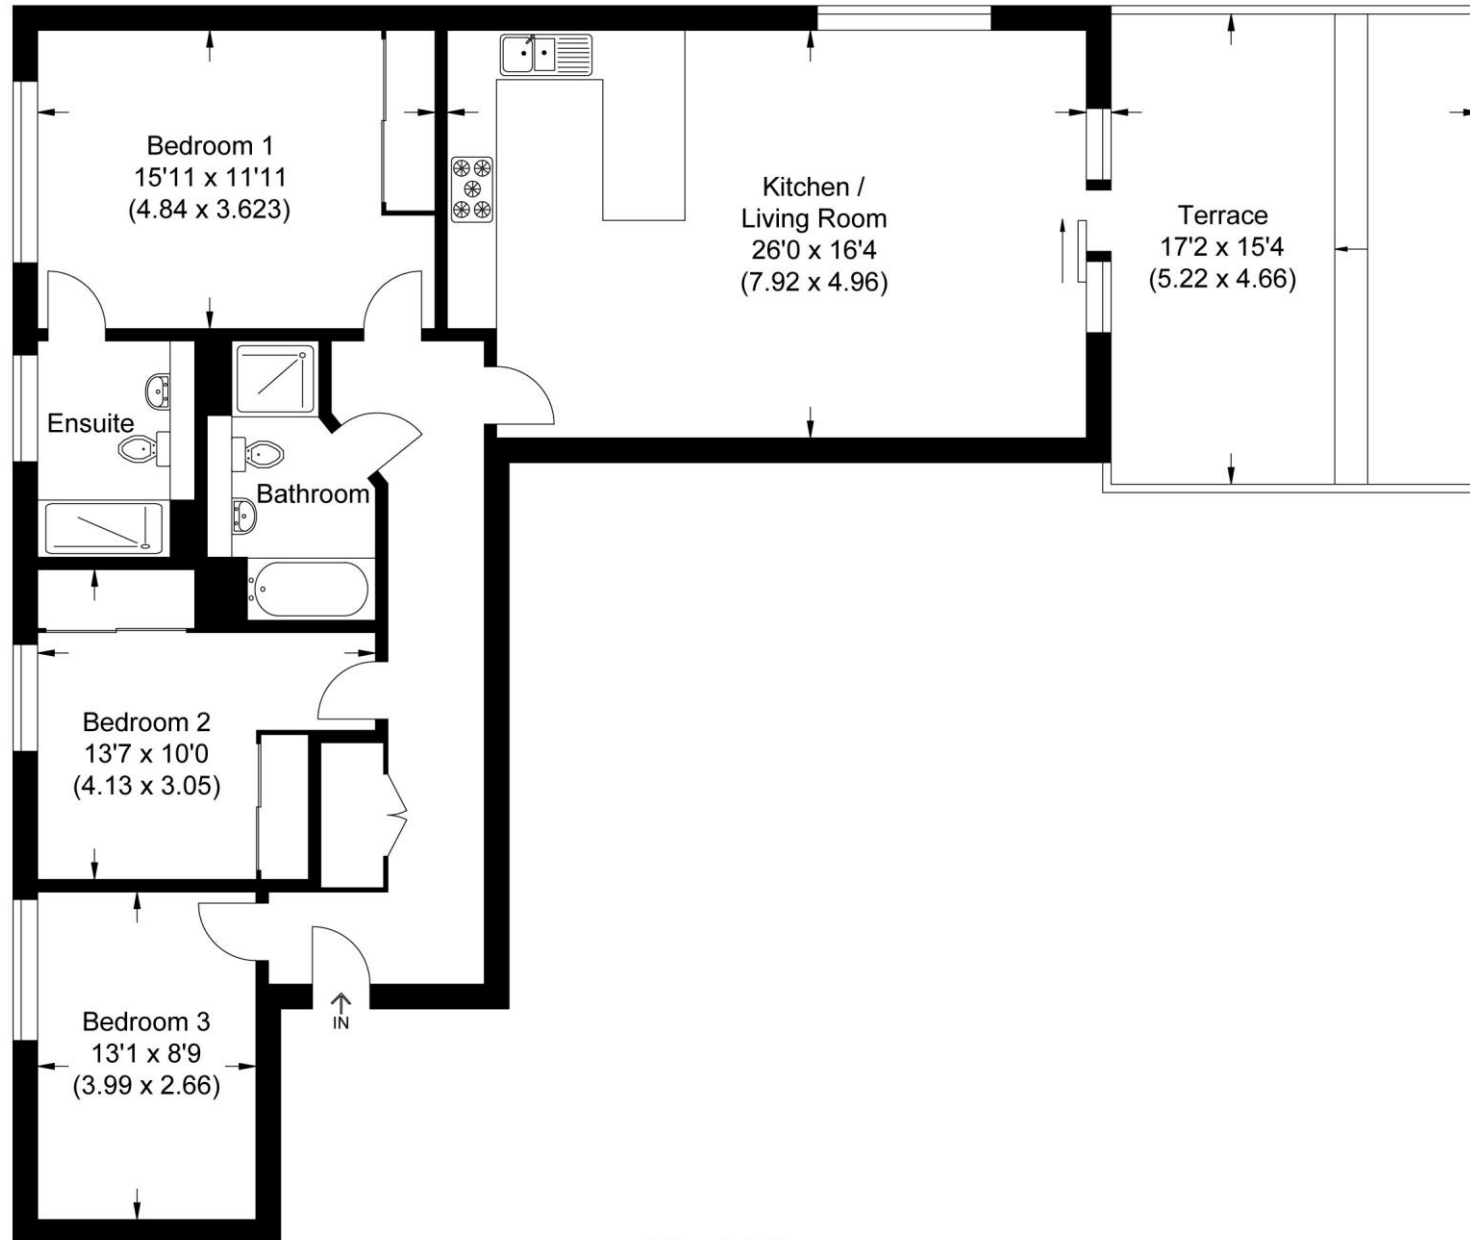 Bedroom 1
15'11 x 11'11
(4.84 x 3.623)
Kitchen /
Living Room
26'0 x 16'4
(7.92 x 4.96)
Terrace
17'2 x 15'4
(5.22 x 4.66)
Ensuite
Bathroom
Bedroom 2
13'7 x 10'0
(4.13 x 3.05)
Bedroom 3
13'1 x 8'9
(3.99 x 2.66)
IN